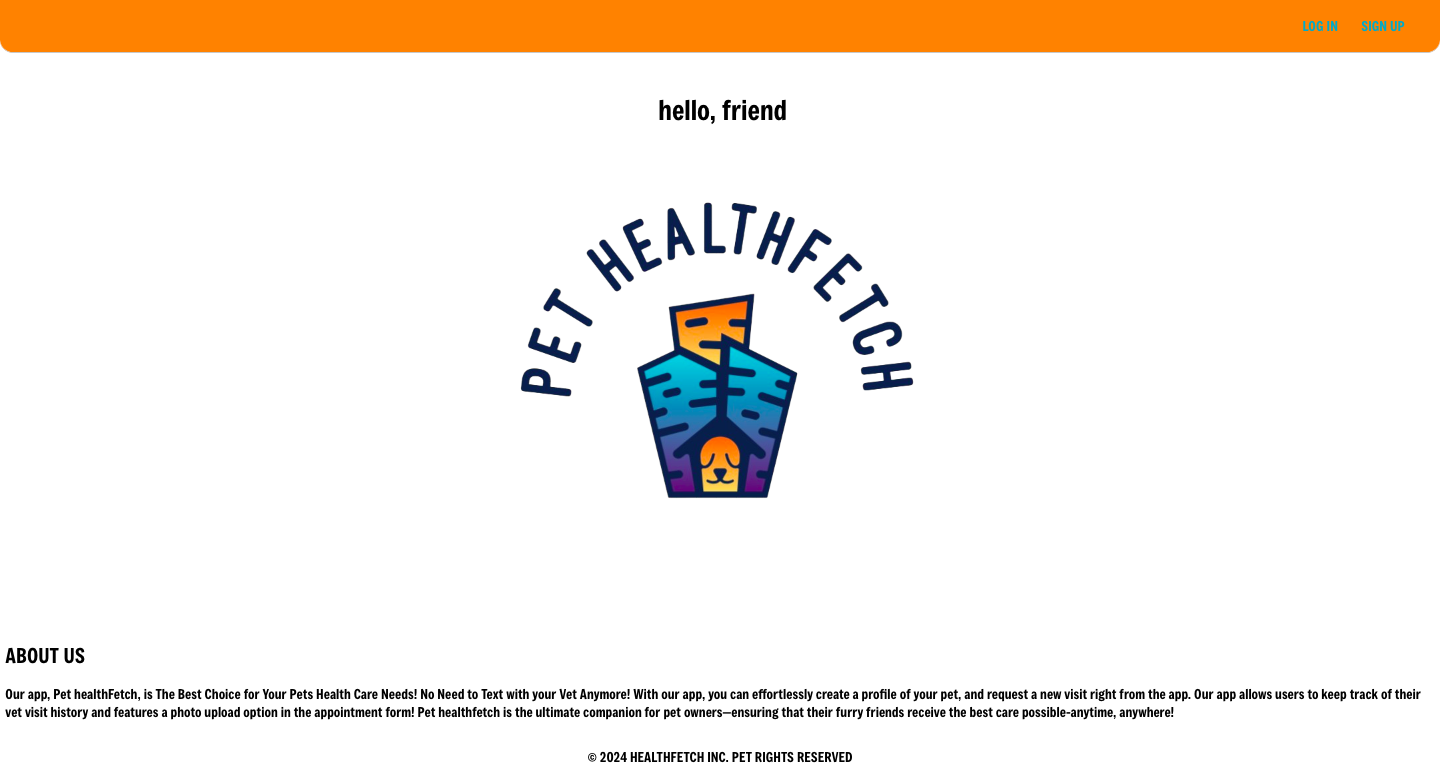 LOG IN SIGN UP
hello, friend
PET HEALTHFETCH
ABOUT US
Our app, Pet healthFetch, is The Best Choice for Your Pets Health Care Needs! No Need to Text with your Vet Anymore! With our app, you can effortlessly create a profile of your pet, and request a new visit right from the app. Our app allows users to keep track of their
vet visit history and features a photo upload option in the appointment form! Pet healthfetch is the ultimate companion for pet owners—ensuring that their furry friends receive the best care possible-anytime, anywhere!
© 2024 HEALTHFETCH INC. PET RIGHTS RESERVED